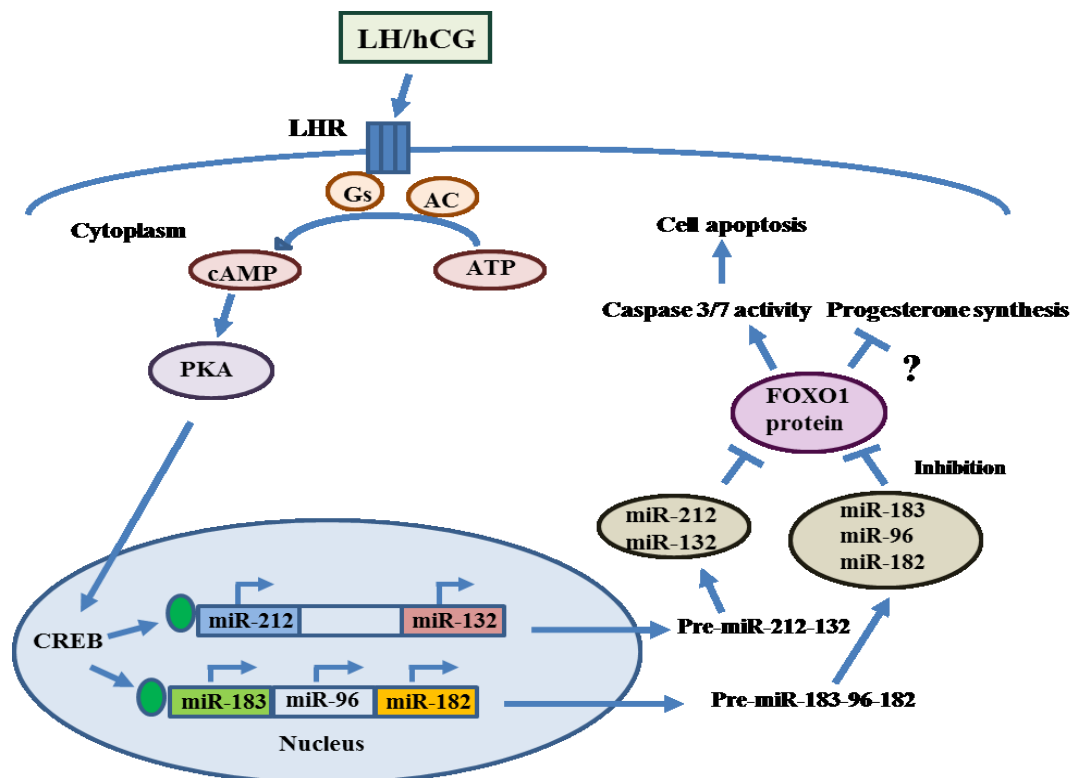 LH/hCG
LHR
Gs
AC
Cytoplasm
cAMP
ATP
PKA
Cell apoptosis
Caspase 3/7 activity
Progesterone synthesis
?
FOXO1
protein
Inhibition
miR-212
miR-132
miR-183
miR-96
miR-182
CREB
miR-212
miR-132
Pre-miR-212-132
miR-183
miR-96
miR-182
Pre-miR-183-96-182
Nucleus